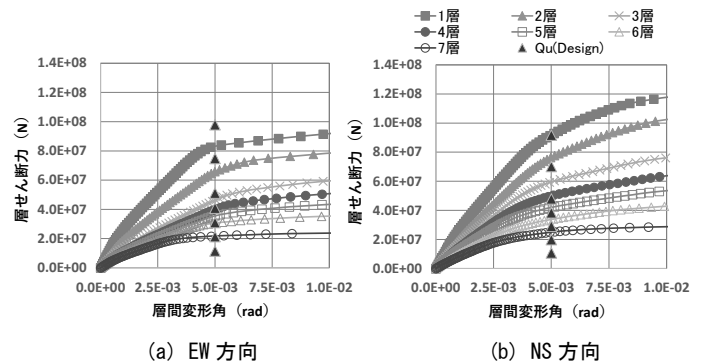 1層 2層 3層
4層 5層 6層
7層 Qu(Design)
層せん断力 (N)
1.4E+08
1.2E+08
1.0E+08
8.0E+07
6.0E+07
4.0E+07
2.0E+07
0.0E+00
0.0E+00 2.5E-03 5.0E-03 7.5E-03 1.0E-02
層間変形角 (rad)
(a) EW 方向
層せん断力 (N)
1.4E+08
1.2E+08
1.0E+08
8.0E+07
6.0E+07
4.0E+07
2.0E+07
0.0E+00
0.0E+00 2.5E-03 5.0E-03 7.5E-03 1.0E-02
層間変形角 (rad)
(b) NS 方向